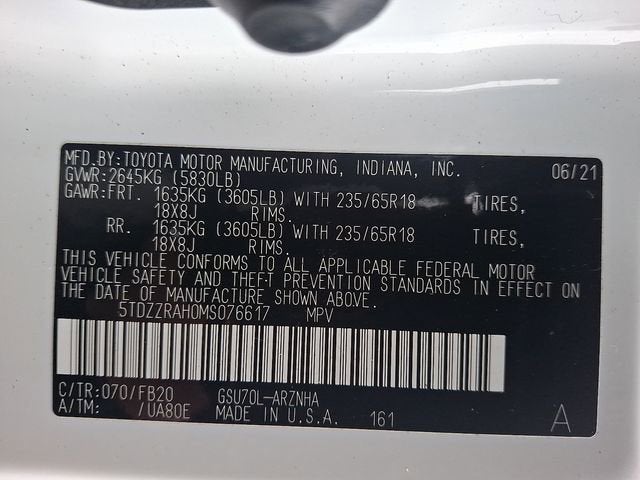 MFD.BY:TOYOTA MOTOR MANUFACTURING, INDIANA, INC. 06/21
GVWR:2645KG (5830LB)
GAWR:FRT. 1635KG (3605LB) WITH 235/65R18 TIRES,
18X8J RIMS.
RR. 1635KG (3605LB) WITH 235/65R18 TIRES,
18X8J RIMS.
THIS VEHICLE CONFORMS TO ALL APPLICABLE FEDERAL MOTOR
VEHICLE SAFETY AND THEFT PREVENTION STANDARDS IN EFFECT ON
THE DATE OF MANUFACTURE SHOWN ABOVE.
5TDZZRAH0MS076617 MPV
C/TR:070/FB20 GSU70L-ARZNHA
A/TM: /UA80E MADE IN U.S.A. 161 A